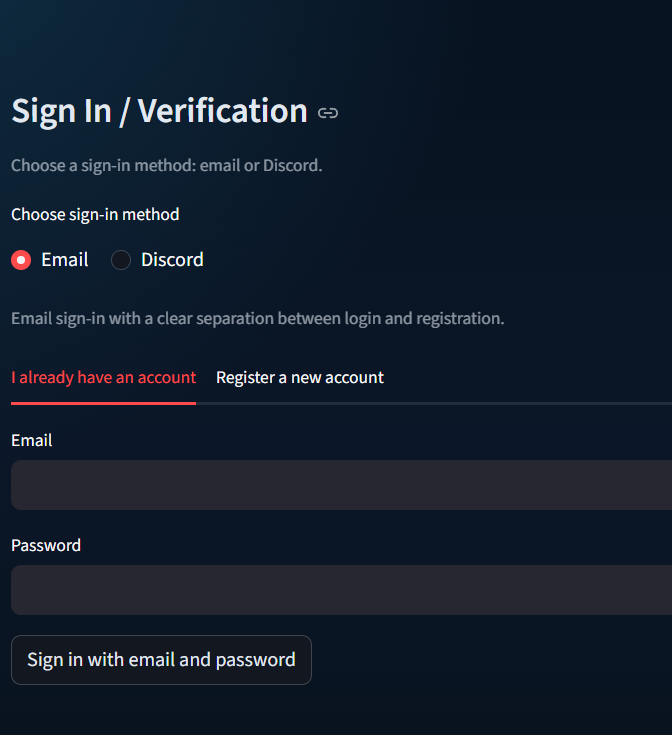 Sign In / Verification
Choose a sign-in method: email or Discord.
Choose sign-in method
Email Discord
Email sign-in with a clear separation between login and registration.
I already have an account Register a new account
Email
Password
Sign in with email and password